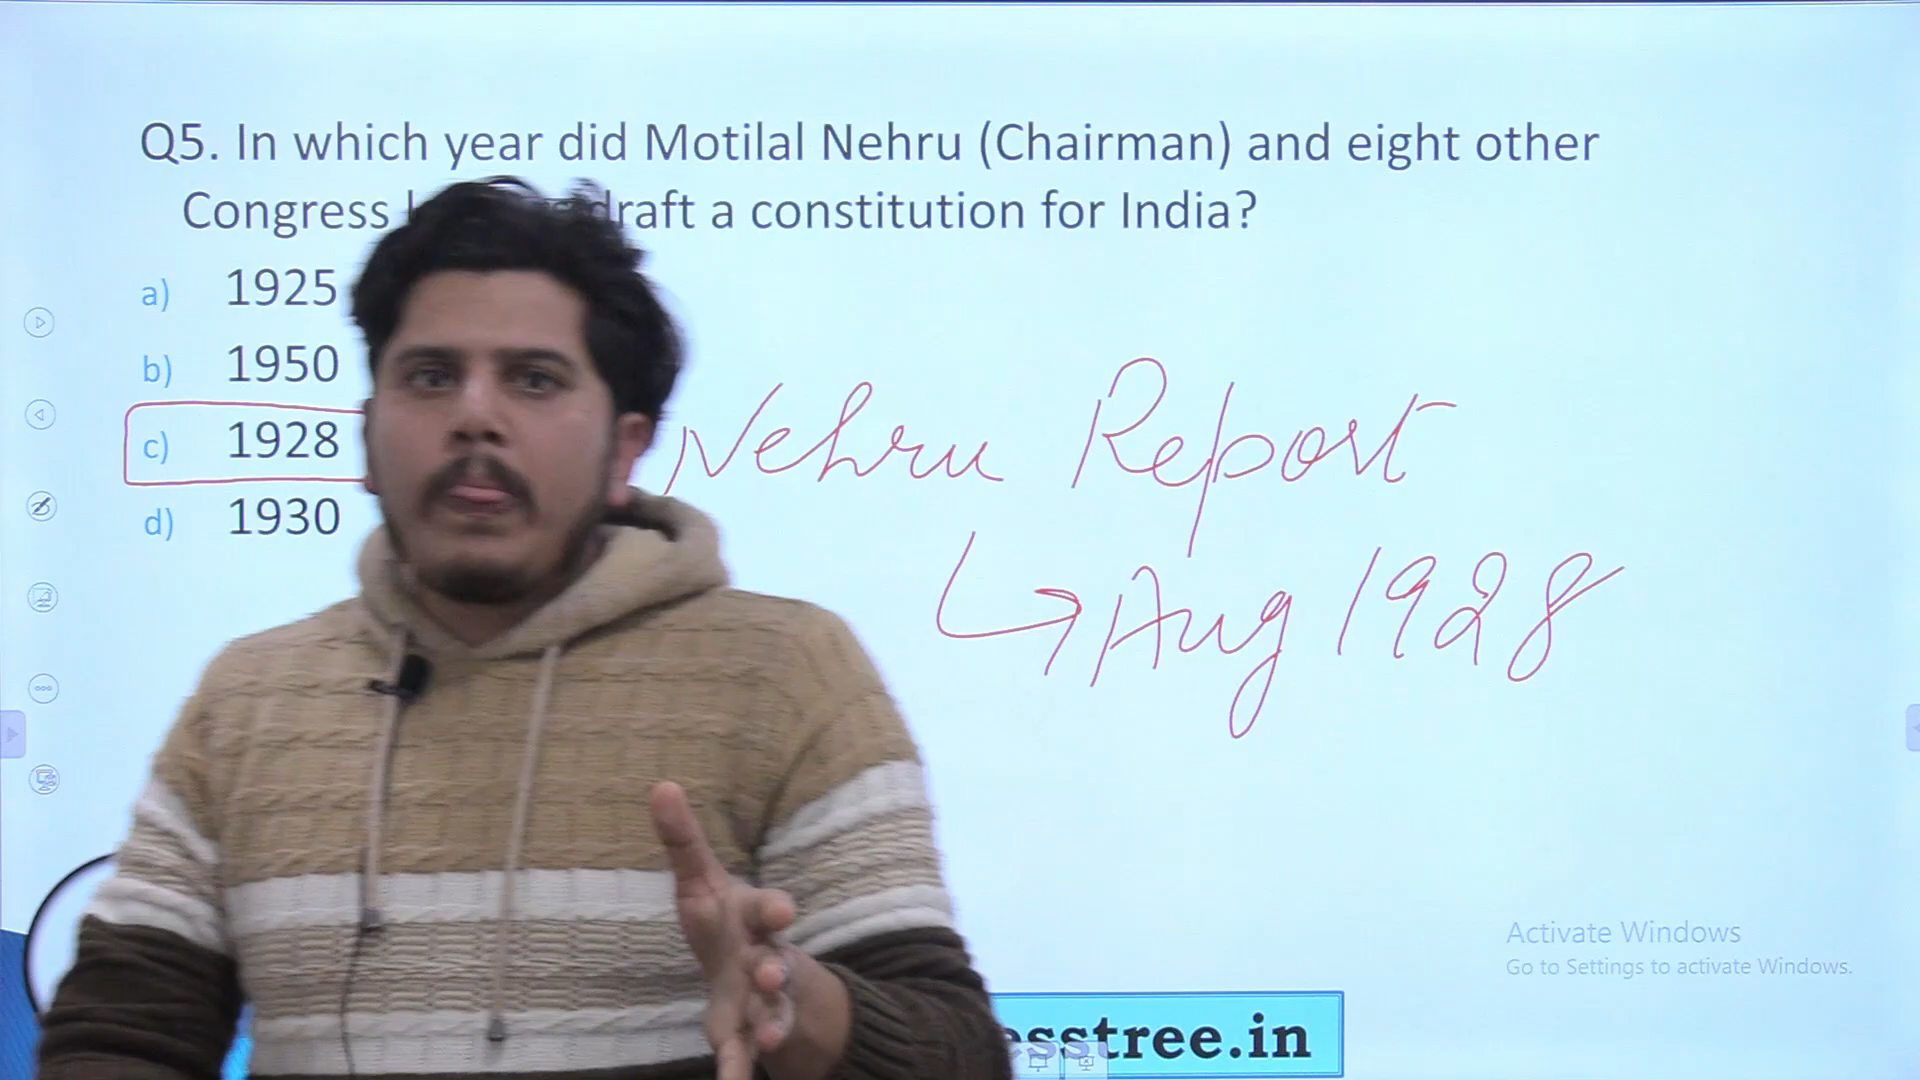 Q5. In which year did Motilal Nehru (Chairman) and eight other
Congress draft a constitution for India?
a) 1925
b) 1950
c) 1928
d) 1930
Nehru Report
Aug 1928
Activate Windows
Go to Settings to activate Windows.
esstree.in